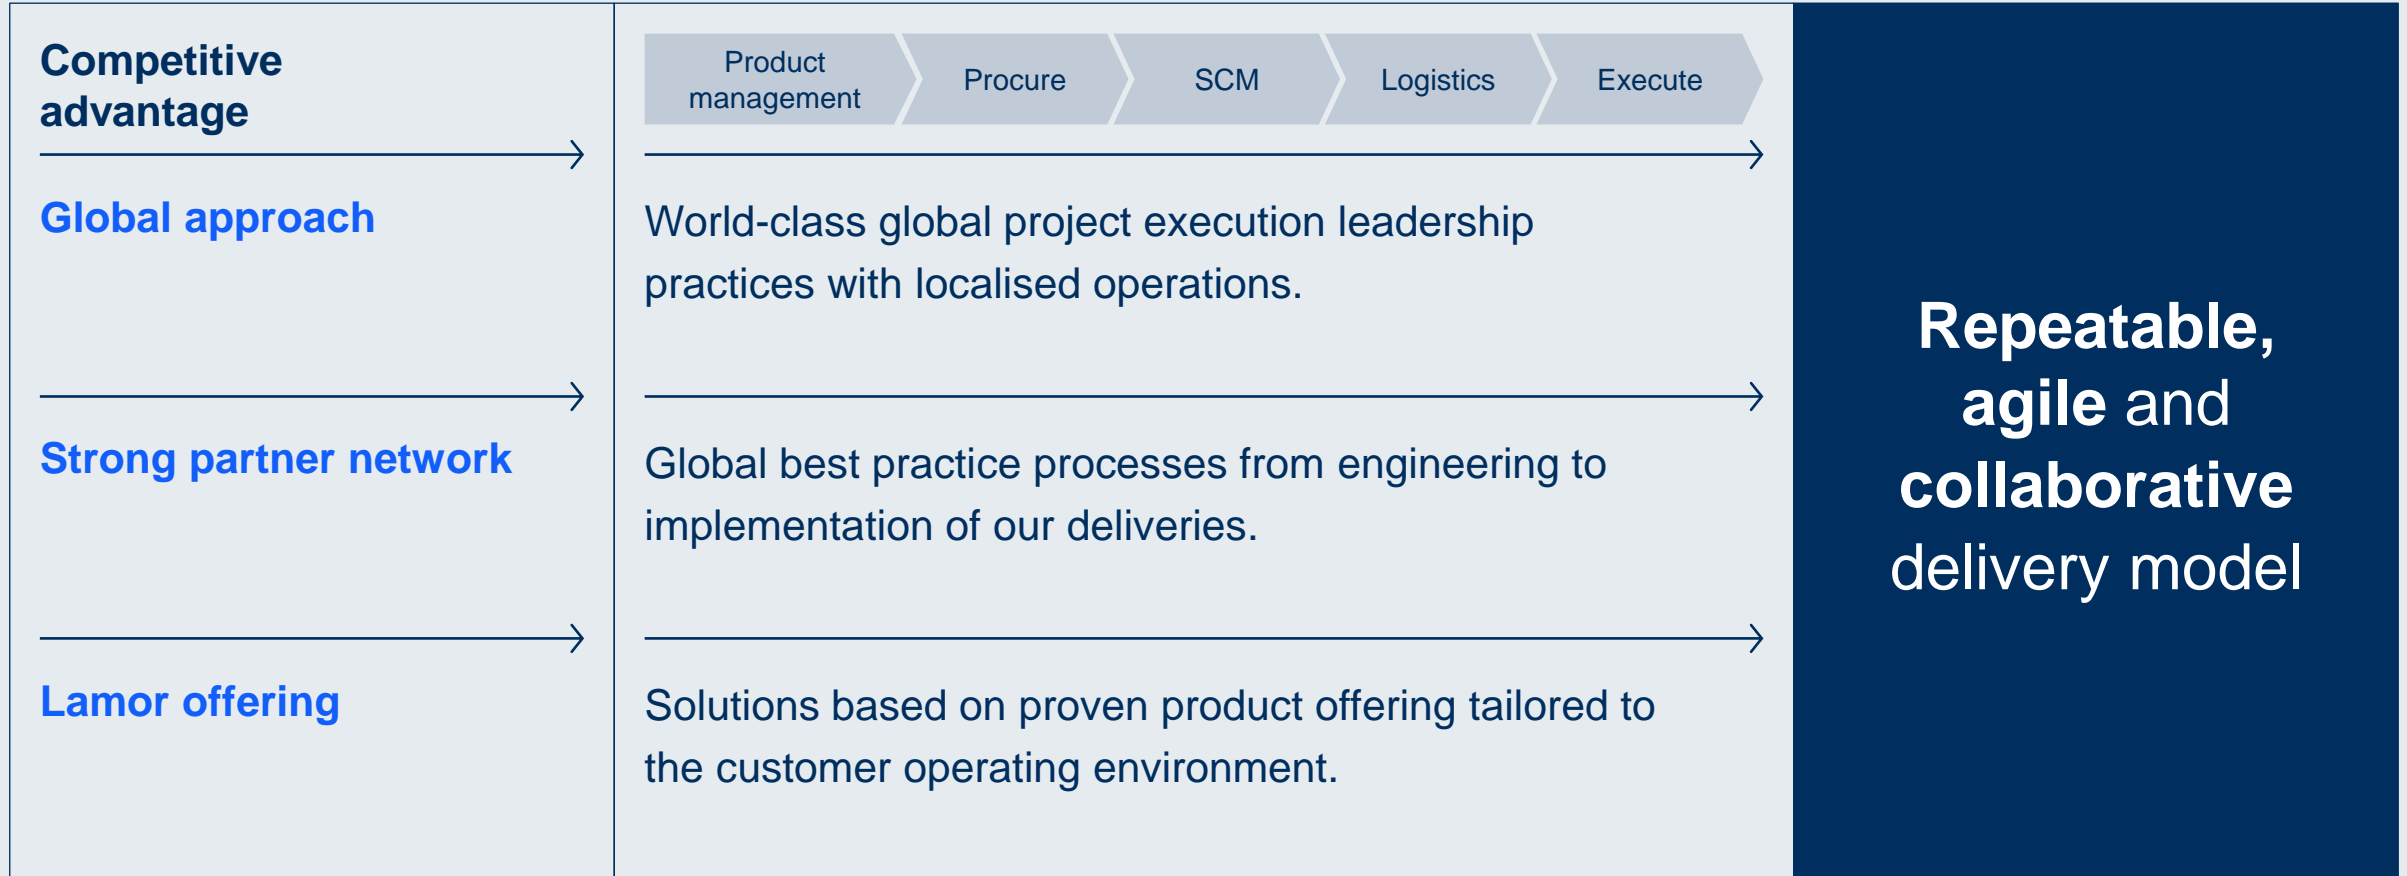 Competitive
advantage
Product
management
Procure
SCM
Logistics
Execute
Global approach
World-class global project execution leadership
practices with localised operations.
Strong partner network
Global best practice processes from engineering to
implementation of our deliveries.
Lamor offering
Solutions based on proven product offering tailored to
the customer operating environment.
Repeatable,
agile and
collaborative
delivery model